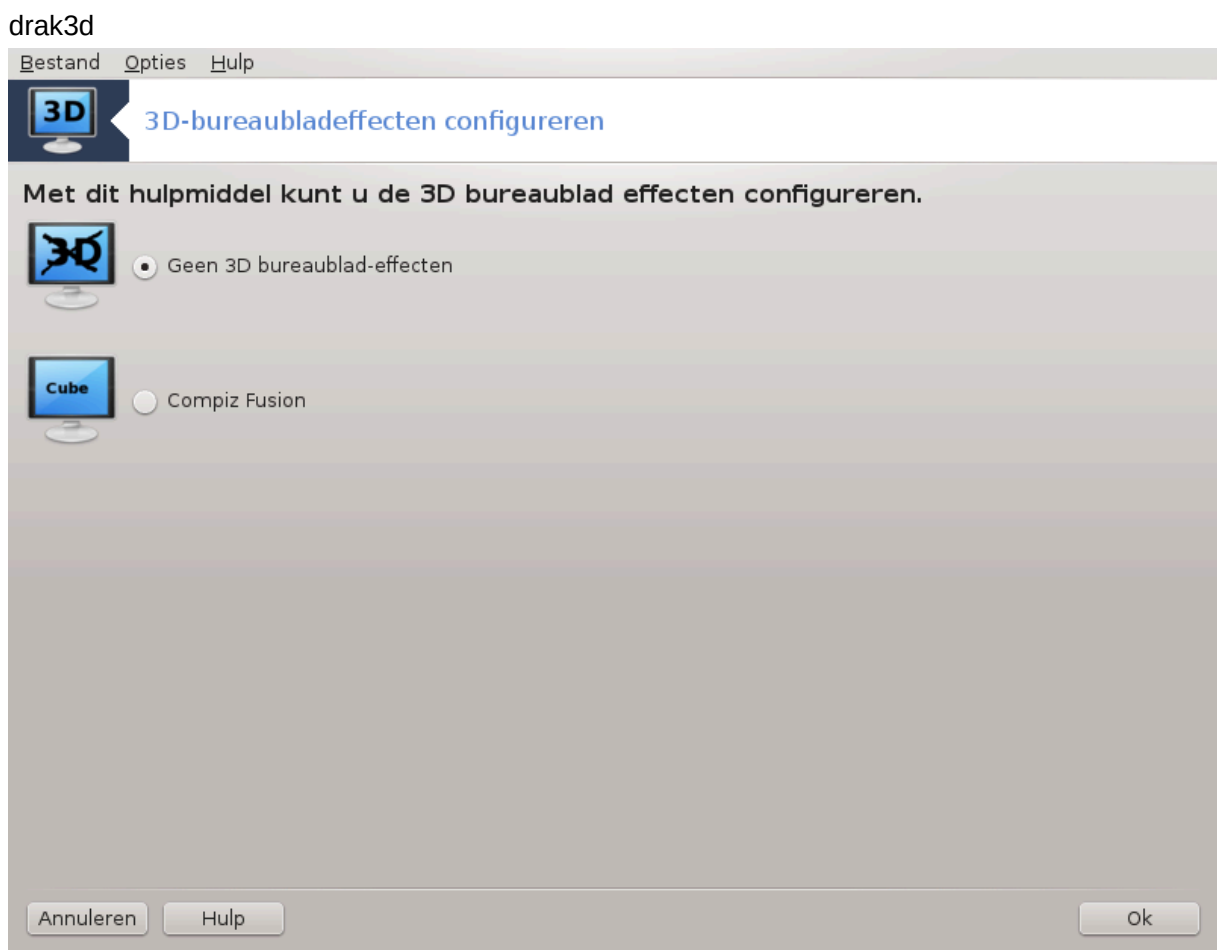 drak3d
Bestand Opties Hulp
3D
3D-bureaubladeffecten configureren
Met dit hulpmiddel kunt u de 3D bureaublad effecten configureren.
3D
Geen 3D bureaublad-effecten
Cube
Compiz Fusion
Annuleren Hulp Ok